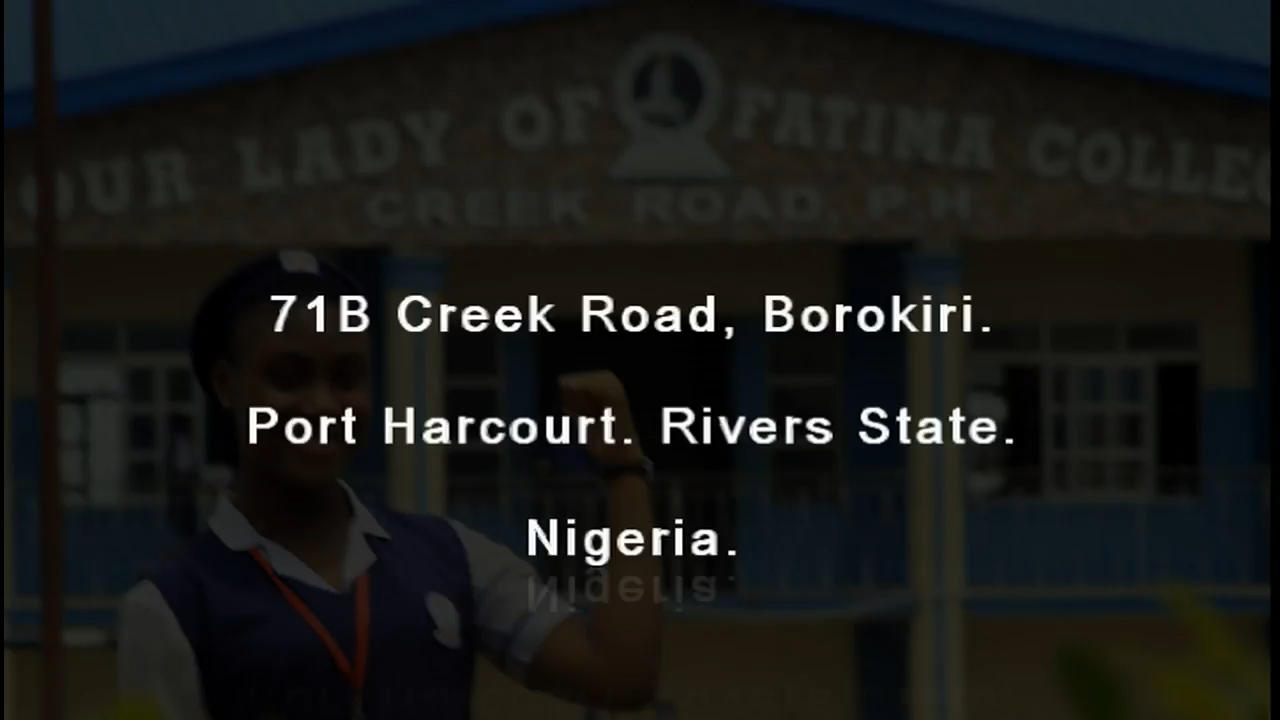 OUR LADY OF FATIMA COLLEG
CREEK ROAD, P.H.
71B Creek Road, Borokiri.
Port Harcourt. Rivers State.
Nigeria.